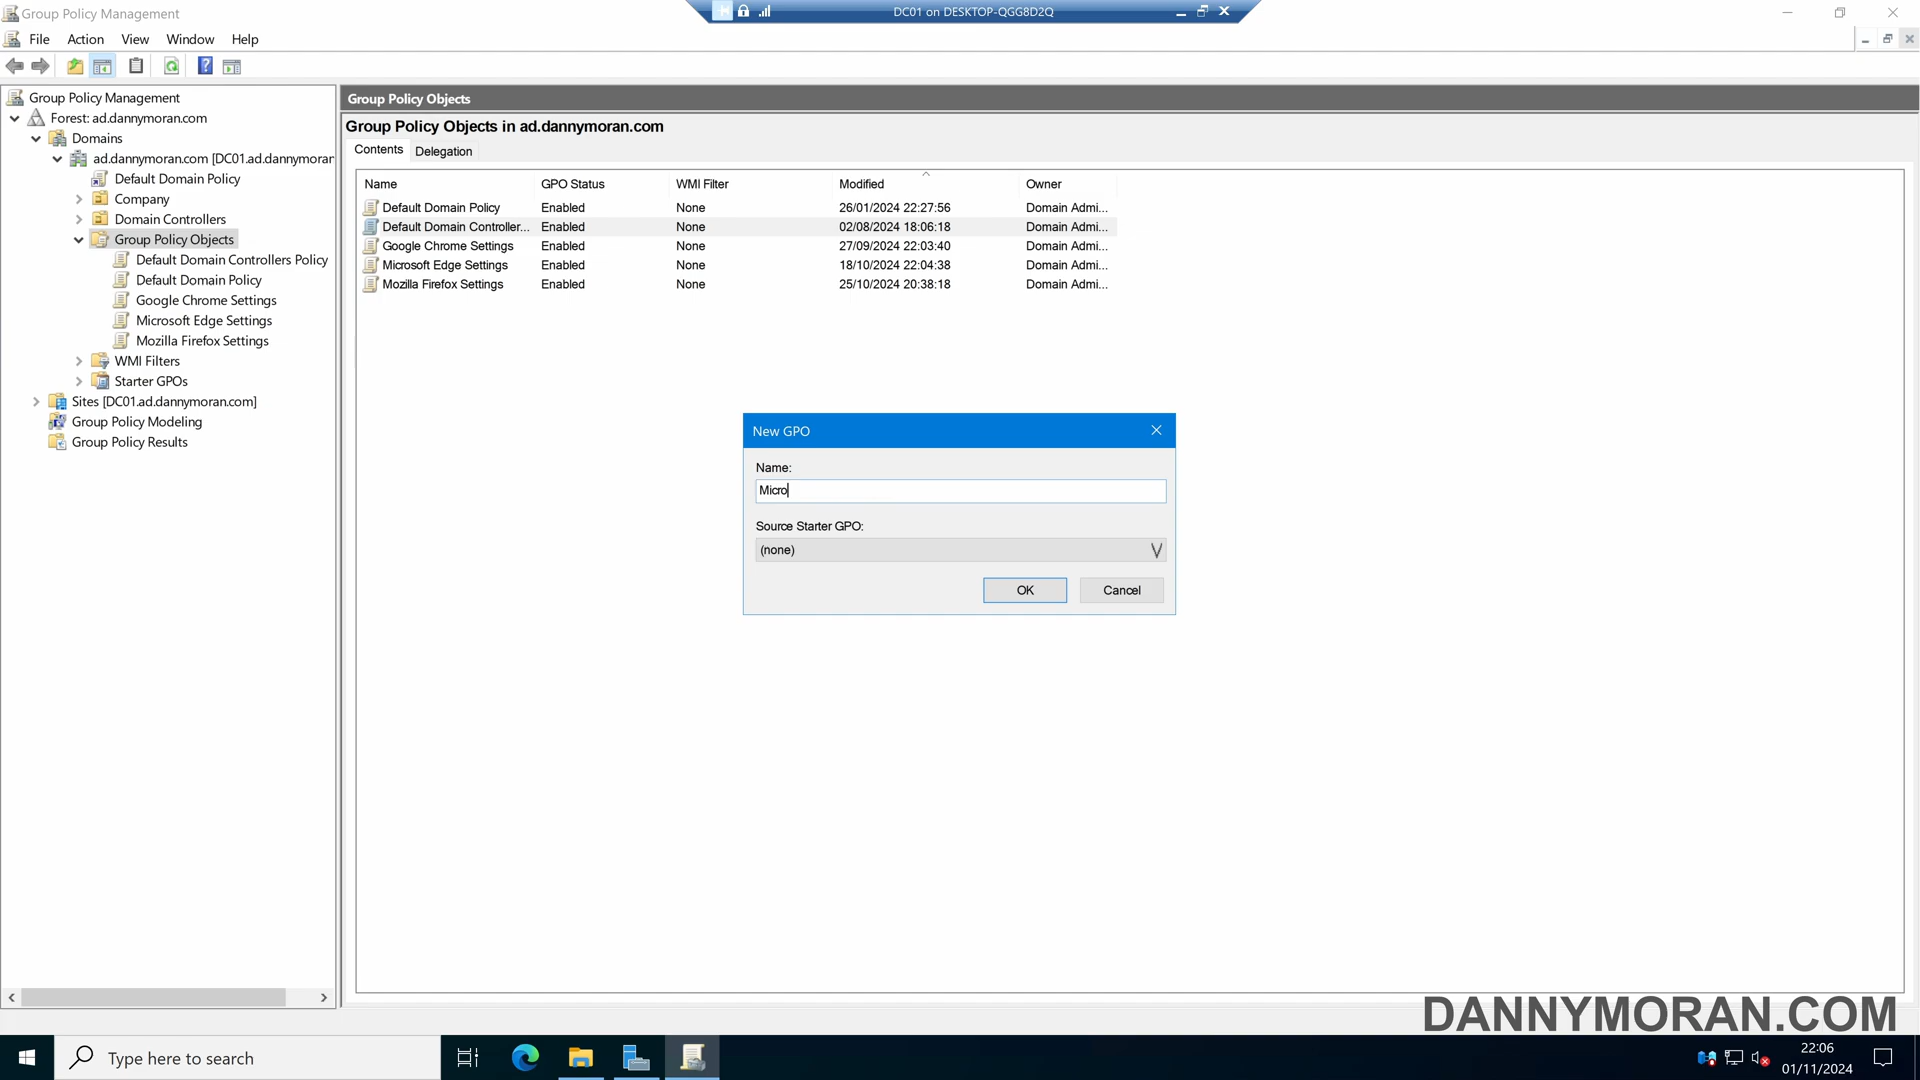 Group Policy Management
DC01 on DESKTOP-QGG8D2Q
File Action View Window Help
Group Policy Management
Forest: ad.dannymoran.com
Domains
ad.dannymoran.com [DC01.ad.dannymoran
Default Domain Policy
Company
Domain Controllers
Group Policy Objects
Default Domain Controllers Policy
Default Domain Policy
Google Chrome Settings
Microsoft Edge Settings
Mozilla Firefox Settings
WMI Filters
Starter GPOs
Sites [DC01.ad.dannymoran.com]
Group Policy Modeling
Group Policy Results
Group Policy Objects
Group Policy Objects in ad.dannymoran.com
Contents Delegation
Name GPO Status WMI Filter Modified Owner
Default Domain Policy Enabled None 26/01/2024 22:27:56 Domain Admi...
Default Domain Controller... Enabled None 02/08/2024 18:06:18 Domain Admi...
Google Chrome Settings Enabled None 27/09/2024 22:03:40 Domain Admi...
Microsoft Edge Settings Enabled None 18/10/2024 22:04:38 Domain Admi...
Mozilla Firefox Settings Enabled None 25/10/2024 20:38:18 Domain Admi...
New GPO
Name:
Micro
Source Starter GPO:
(none)
OK Cancel
DANNYMORAN.COM
Type here to search
22:06
01/11/2024